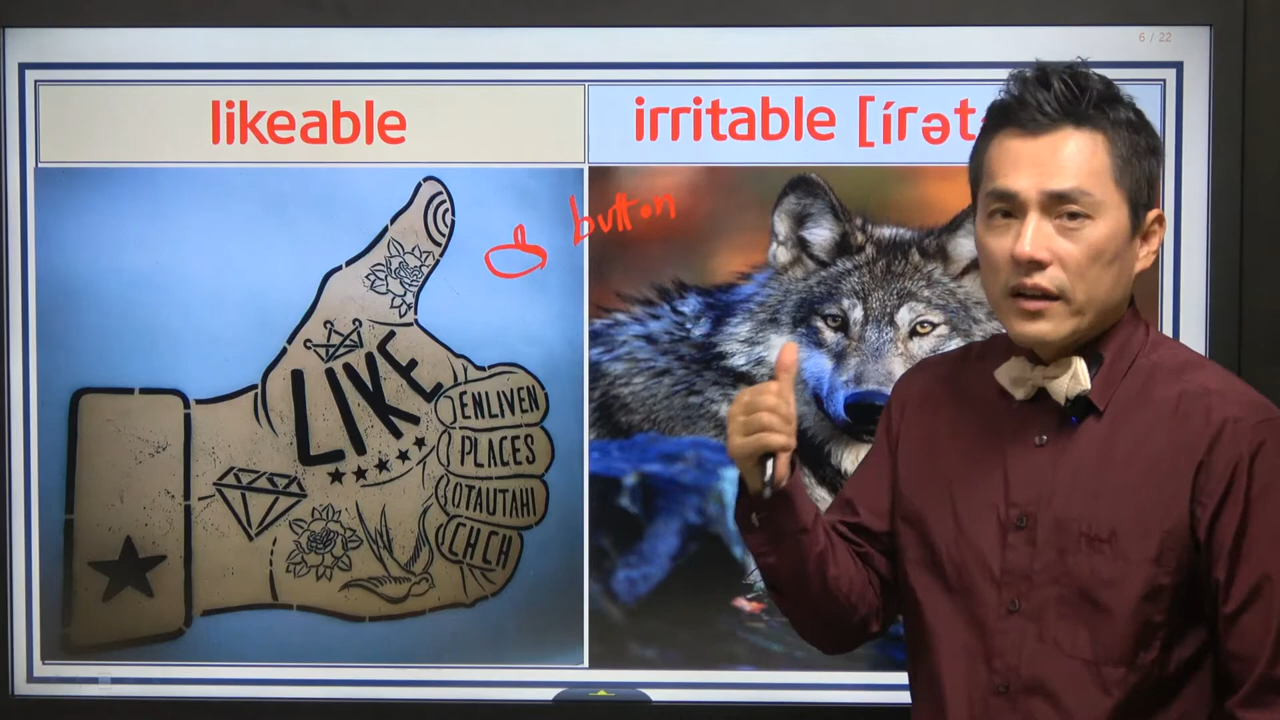 6 / 22
likeable
irritable [írət
button
LIKE
ENLIVEN
PLACES
OTAUTAHI
CHCH